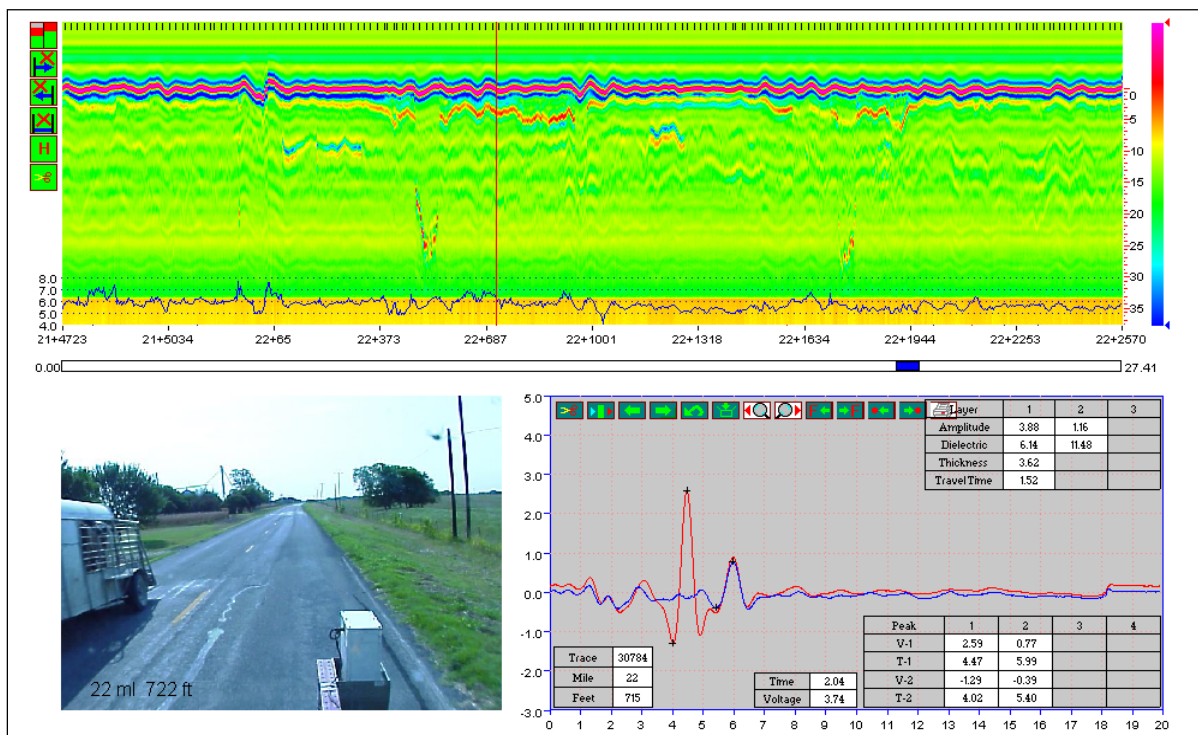 H
8.0
7.0
6.0
5.0
4.0
0
5
10
15
20
25
30
35
21+4723 21+5034 22+65 22+373 22+687 22+1001 22+1318 22+1634 22+1944 22+2253 22+2570
0.00 27.41
22 ml 722 ft
5.0
4.0
3.0
2.0
1.0
0.0
-1.0
-2.0
-3.0
0 1 2 3 4 5 6 7 8 9 10 11 12 13 14 15 16 17 18 19 20
F F
Layer 1 2 3
Amplitude 3.88 1.16
Dielectric 6.14 11.48
Thickness 3.62
Travel Time 1.52
Trace 30784
Mile 22
Feet 715
Time 2.04
Voltage 3.74
Peak 1 2 3 4
V-1 2.59 0.77
T-1 4.47 5.99
V-2 -1.29 -0.39
T-2 4.02 5.40